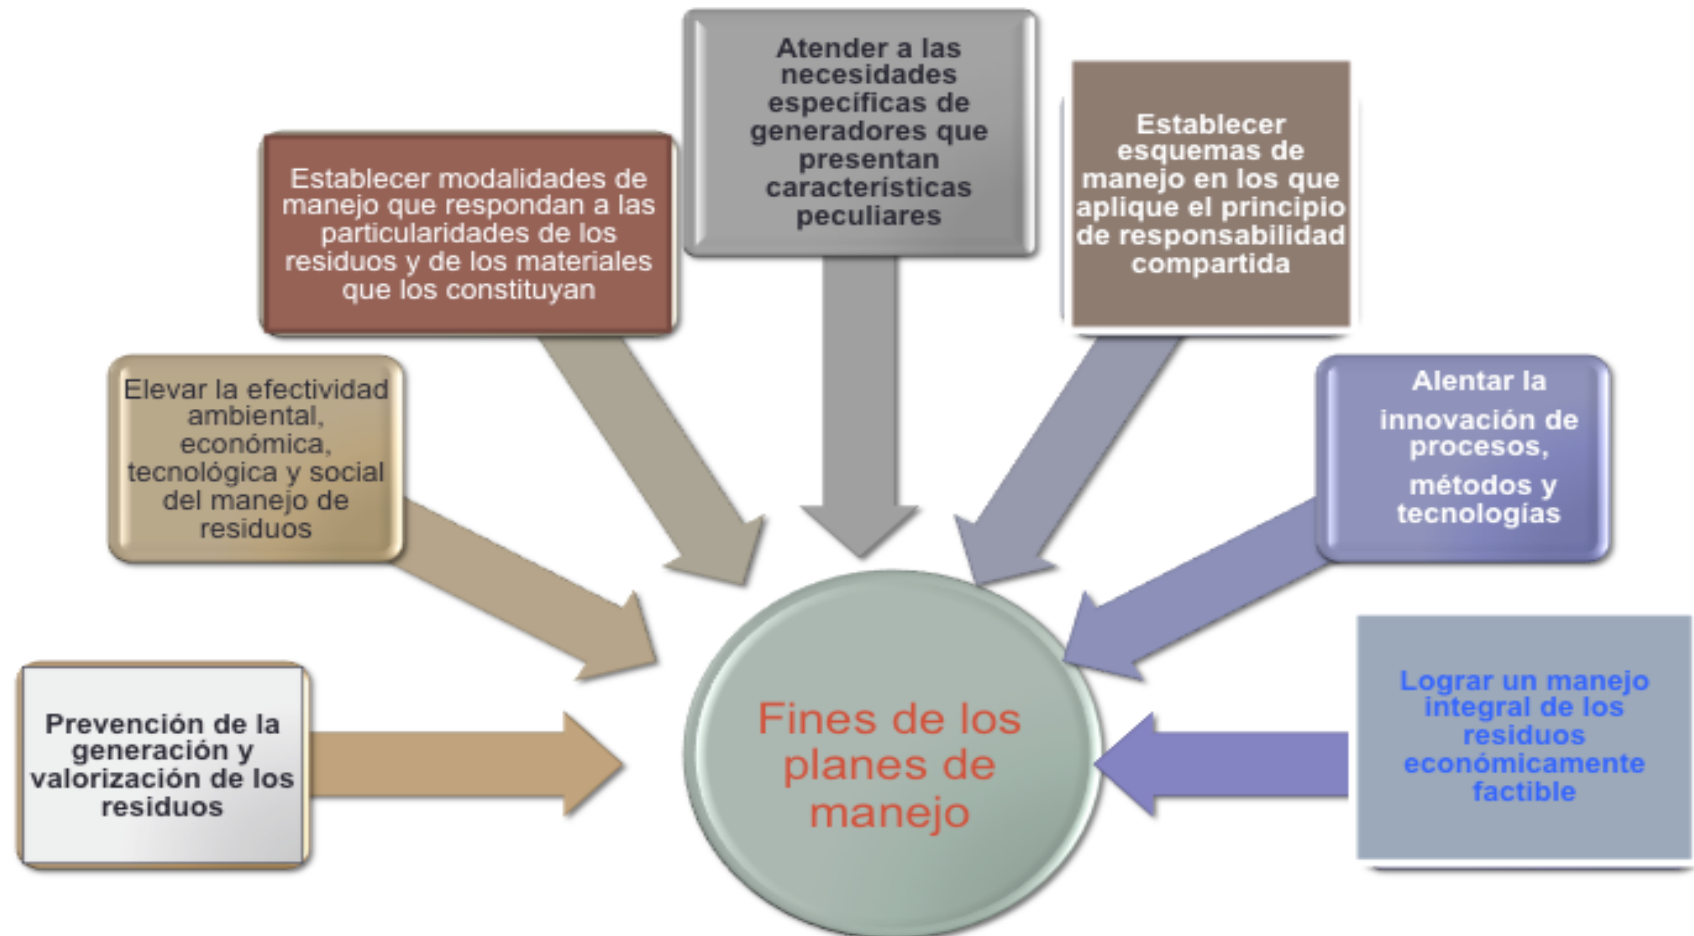 Atender a las
necesidades
específicas de
generadores que
presentan
características
peculiares
Establecer
esquemas de
manejo en los que
aplique el principio
de responsabilidad
compartida
Establecer modalidades de
manejo que respondan a las
particularidades de los
residuos y de los materiales
que los constituyan
Elevar la efectividad
ambiental,
económica,
tecnológica y social
del manejo de
residuos
Alentar la
innovación de
procesos,
métodos y
tecnologías
Prevención de la
generación y
valorización de los
residuos
Fines de los
planes de
manejo
Lograr un manejo
integral de los
residuos
económicamente
factible